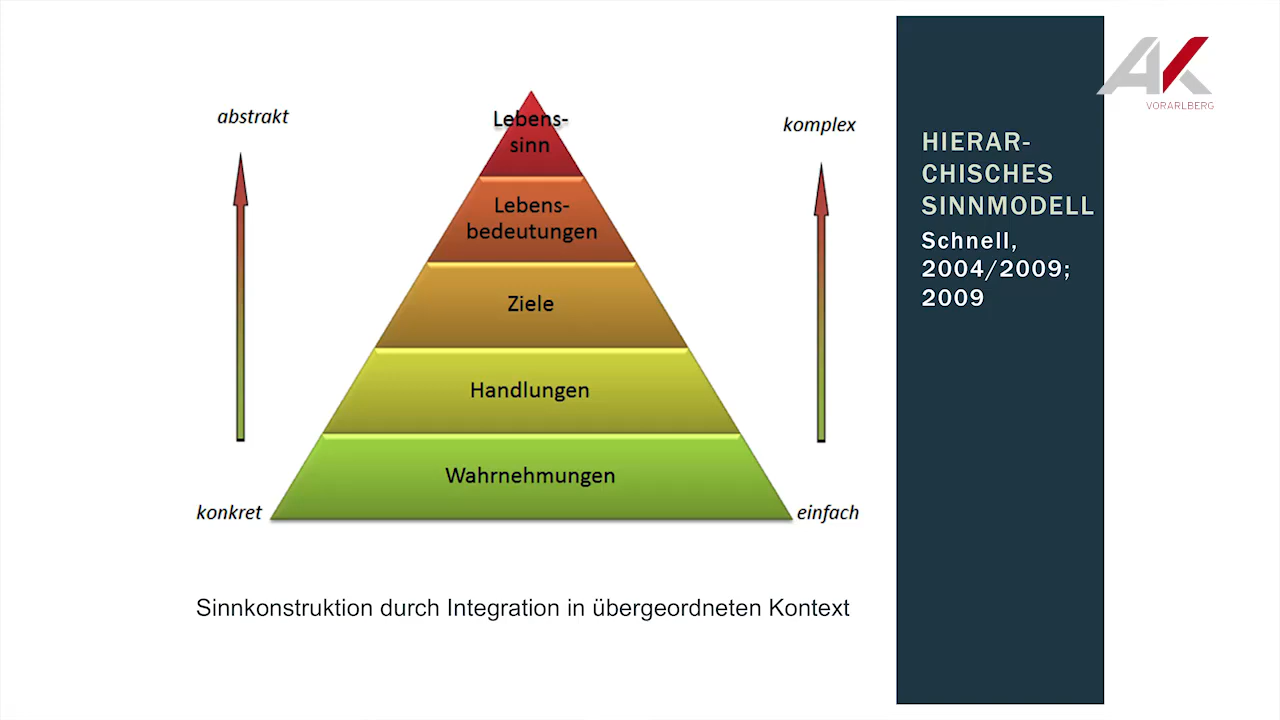 abstrakt
komplex
Lebens-
sinn
Lebens-
bedeutungen
Ziele
Handlungen
Wahrnehmungen
konkret
einfach
Sinnkonstruktion durch Integration in übergeordneten Kontext
AK
VORARLBERG
HIERAR-
CHISCHES
SINNMODELL
Schnell,
2004/2009;
2009